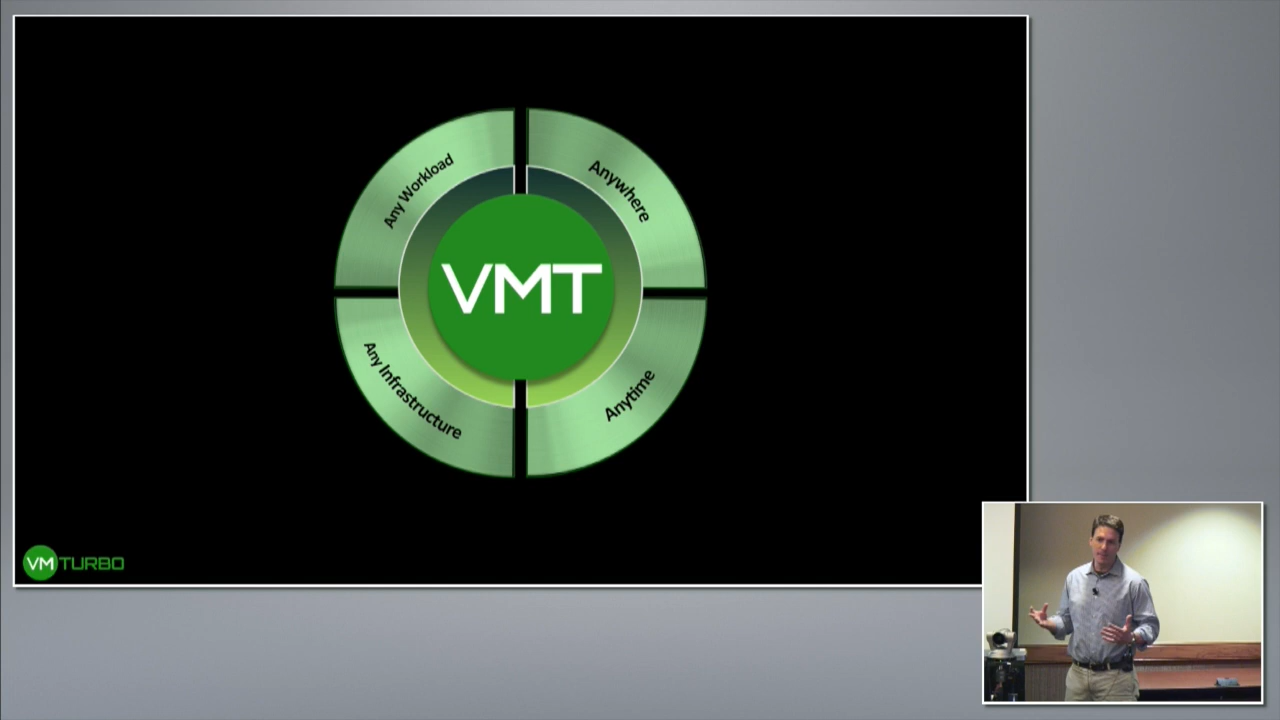 Any Workload
Anywhere
VMT
Any Infrastructure
Anytime
VMTURBO